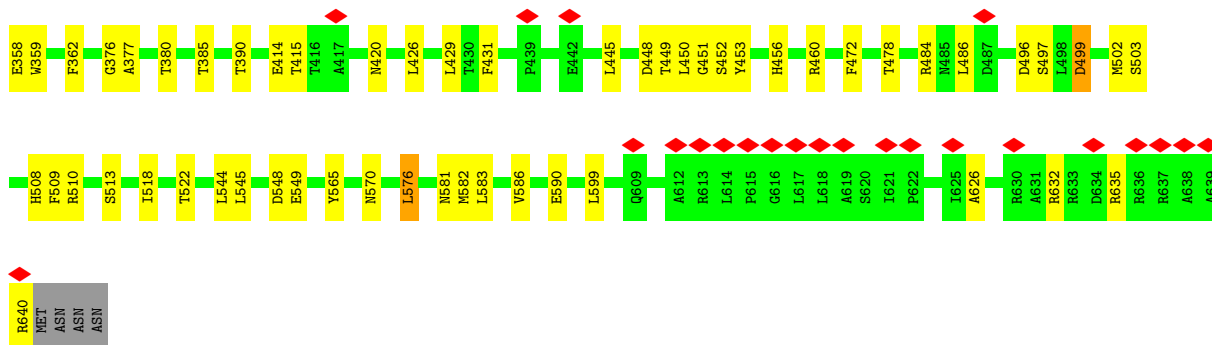 E358 W359 F362 G376 A377 T380 T385 T390 E414 T415 T416 A417 N420 L426 L429 T430 F431 P439 E442 L445 D448 T449 L450 G451 S452 Y453 H456 R460 F472 T478 R484 N485 L486 D487 D496 S497 L498 D499 M502 S503
H508 F509 R510 S513 I518 T522 L544 L545 D548 E549 Y565 N570 L576 N581 M582 L583 V586 E590 L599 Q609 A612 R613 L614 P615 G616 L617 L618 A619 S620 I621 P622 I625 A626 R630 A631 R632 R633 D634 R635 R636 R637 A638 A639
R640 MET ASN ASN ASN